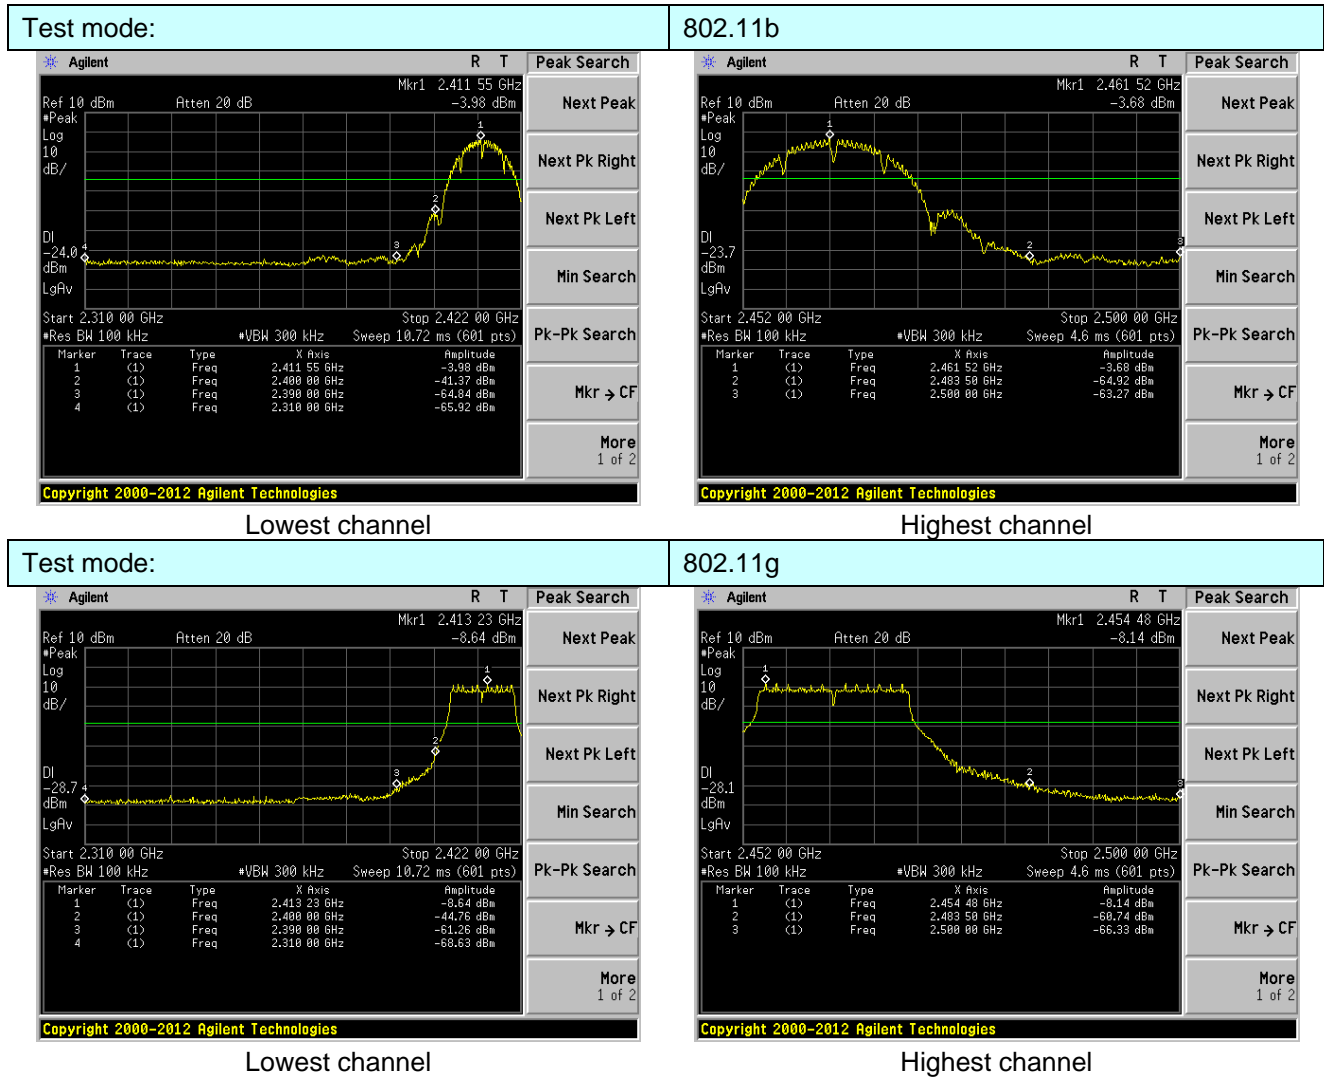 Test mode: 802.11b
Agilent R T Peak Search
Mkr1 2.411 55 GHz
Ref 10 dBm Atten 20 dB -3.98 dBm
#Peak
Log
10
dB/
1
2
3
4
DI
-24.0
dBm
LgAv
Start 2.310 00 GHz Stop 2.422 00 GHz
#Res BW 100 kHz #VBW 300 kHz Sweep 10.72 ms (601 pts)
Marker Trace Type X Axis Amplitude
1 (1) Freq 2.411 55 GHz -3.98 dBm
2 (1) Freq 2.400 00 GHz -41.37 dBm
3 (1) Freq 2.390 00 GHz -64.84 dBm
4 (1) Freq 2.310 00 GHz -65.92 dBm
Next Peak
Next Pk Right
Next Pk Left
Min Search
Pk-Pk Search
Mkr → CF
More
1 of 2
Copyright 2000-2012 Agilent Technologies
Lowest channel
Agilent R T Peak Search
Mkr1 2.461 52 GHz
Ref 10 dBm Atten 20 dB -3.68 dBm
#Peak
Log
10
dB/
1
2
3
DI
-23.7
dBm
LgAv
Start 2.452 00 GHz Stop 2.500 00 GHz
#Res BW 100 kHz #VBW 300 kHz Sweep 4.6 ms (601 pts)
Marker Trace Type X Axis Amplitude
1 (1) Freq 2.461 52 GHz -3.68 dBm
2 (1) Freq 2.483 50 GHz -64.92 dBm
3 (1) Freq 2.500 00 GHz -63.27 dBm
Next Peak
Next Pk Right
Next Pk Left
Min Search
Pk-Pk Search
Mkr → CF
More
1 of 2
Copyright 2000-2012 Agilent Technologies
Highest channel
Test mode: 802.11g
Agilent R T Peak Search
Mkr1 2.413 23 GHz
Ref 10 dBm Atten 20 dB -8.64 dBm
#Peak
Log
10
dB/
1
2
3
4
DI
-28.7
dBm
LgAv
Start 2.310 00 GHz Stop 2.422 00 GHz
#Res BW 100 kHz #VBW 300 kHz Sweep 10.72 ms (601 pts)
Marker Trace Type X Axis Amplitude
1 (1) Freq 2.413 23 GHz -8.64 dBm
2 (1) Freq 2.400 00 GHz -44.76 dBm
3 (1) Freq 2.390 00 GHz -61.26 dBm
4 (1) Freq 2.310 00 GHz -68.63 dBm
Next Peak
Next Pk Right
Next Pk Left
Min Search
Pk-Pk Search
Mkr → CF
More
1 of 2
Copyright 2000-2012 Agilent Technologies
Lowest channel
Agilent R T Peak Search
Mkr1 2.454 48 GHz
Ref 10 dBm Atten 20 dB -8.14 dBm
#Peak
Log
10
dB/
1
2
3
DI
-28.1
dBm
LgAv
Start 2.452 00 GHz Stop 2.500 00 GHz
#Res BW 100 kHz #VBW 300 kHz Sweep 4.6 ms (601 pts)
Marker Trace Type X Axis Amplitude
1 (1) Freq 2.454 48 GHz -8.14 dBm
2 (1) Freq 2.483 50 GHz -60.74 dBm
3 (1) Freq 2.500 00 GHz -66.33 dBm
Next Peak
Next Pk Right
Next Pk Left
Min Search
Pk-Pk Search
Mkr → CF
More
1 of 2
Copyright 2000-2012 Agilent Technologies
Highest channel